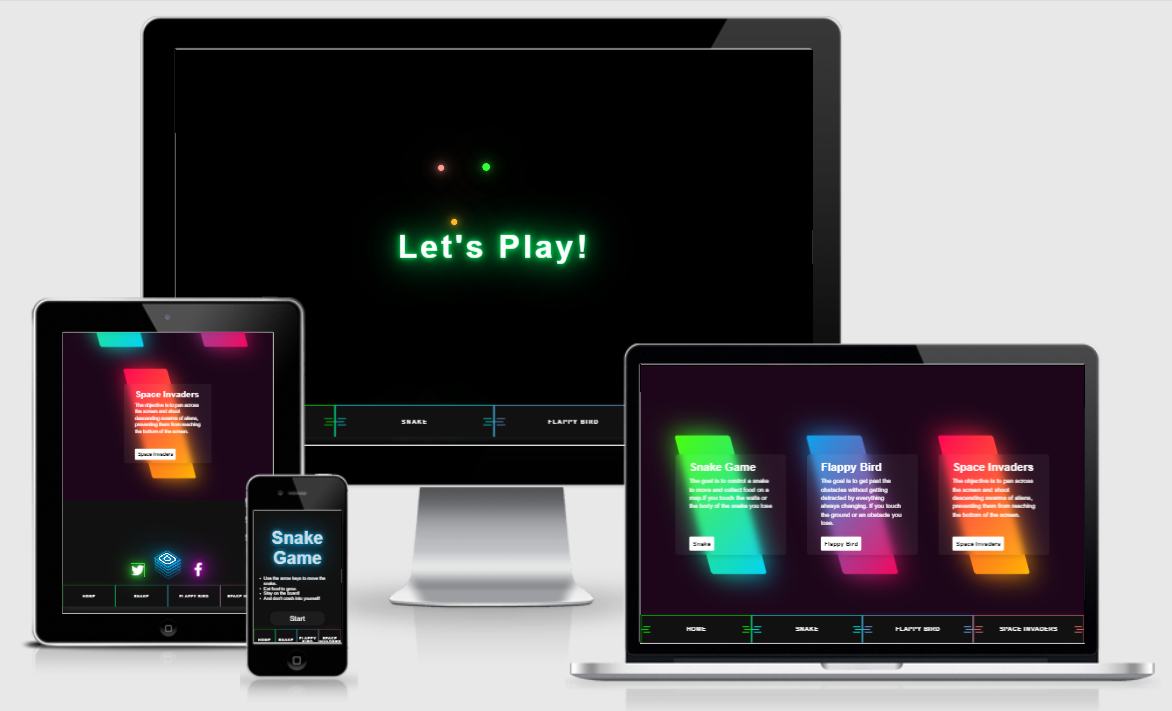 Let's Play!
SNAKE
FLAPPY BIRD
Space Invaders
The objective is to pan across
the screen and shoot
descending swarms of aliens,
preventing them from reaching
the bottom of the screen.
Space Invaders
HOME
SNAKE
FLAPPY BIRD
SPACE
Snake
Game
Use the arrow keys to move the
snake.
Eat food to grow.
Stay on the board!
And don't crash into yourself!
Start
HOME
SNAKE
FLAPPY
BIRD
SPACE
INVADERS
Snake Game
The goal is to control a snake
to move and collect food on a
map.if you touch the walls or
the body of the snake you lose
Snake
Flappy Bird
The goal is to get past the
obstacles without getting
detracted by everything
always changing. If you touch
the ground or an obstacle you
lose.
Flappy Bird
Space Invaders
The objective is to pan across
the screen and shoot
descending swarms of aliens,
preventing them from reaching
the bottom of the screen.
Space Invaders
HOME
SNAKE
FLAPPY BIRD
SPACE INVADERS